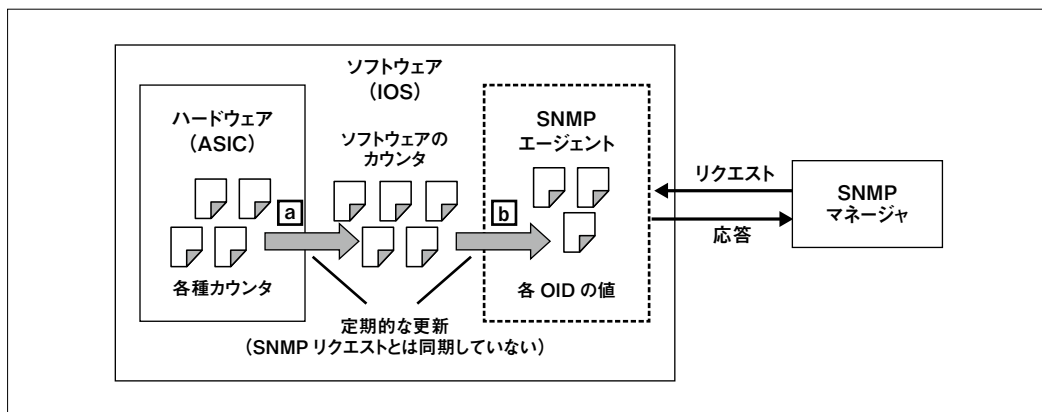 ソフトウェア
(IOS)
ハードウェア
(ASIC)
ソフトウェアの
カウンタ
SNMP
エージェント
リクエスト
SNMP
マネージャ
応答
a
b
各種カウンタ
各 OID の値
定期的な更新
(SNMP リクエストとは同期していない)